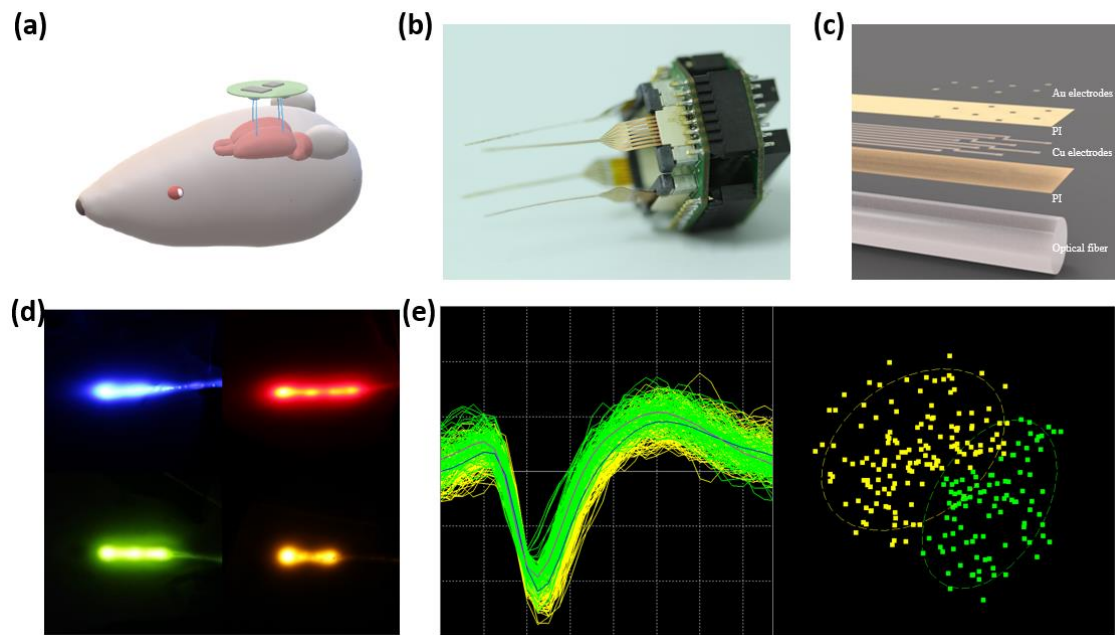 (a)
(b)
(c)
Au electrodes
PI
Cu electrodes
PI
Optical fiber
(d)
(e)